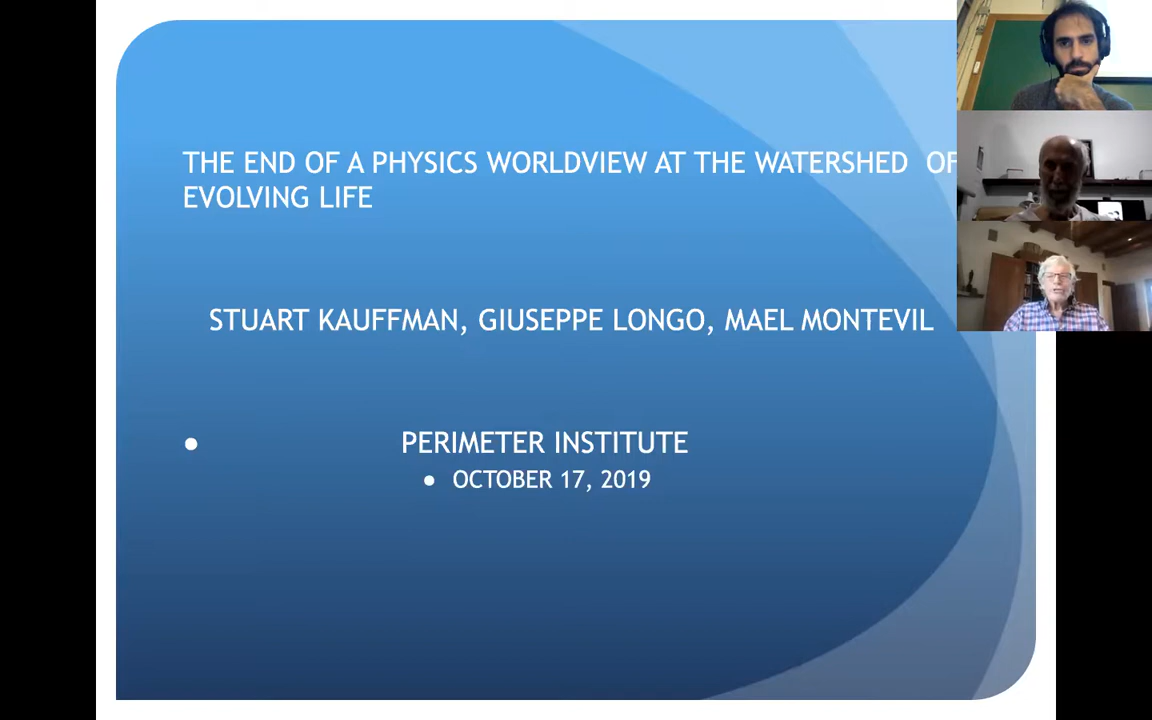 THE END OF A PHYSICS WORLDVIEW AT THE WATERSHED OF
EVOLVING LIFE
STUART KAUFFMAN, GIUSEPPE LONGO, MAEL MONTEVIL
• PERIMETER INSTITUTE
• OCTOBER 17, 2019